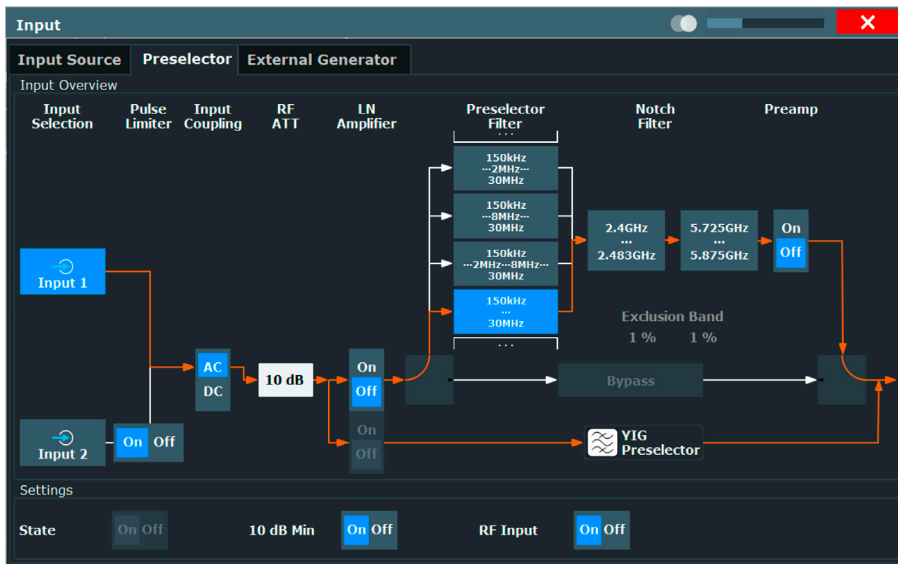 Input
Input Source Preselector External Generator
Input Overview
Input Selection
Pulse Limiter
Input Coupling
RF ATT
LN Amplifier
Preselector Filter
Notch Filter
Preamp
...
150kHz
...2MHz...
30MHz
150kHz
...8MHz...
30MHz
150kHz
...2MHz...8MHz...
30MHz
150kHz
...
30MHz
...
2.4GHz
...
2.483GHz
5.725GHz
...
5.875GHz
On
Off
Input 1
Exclusion Band
1 % 1 %
AC
DC
10 dB
On
Off
Bypass
Input 2
On Off
On
Off
YIG
Preselector
Settings
State On Off 10 dB Min On Off RF Input On Off